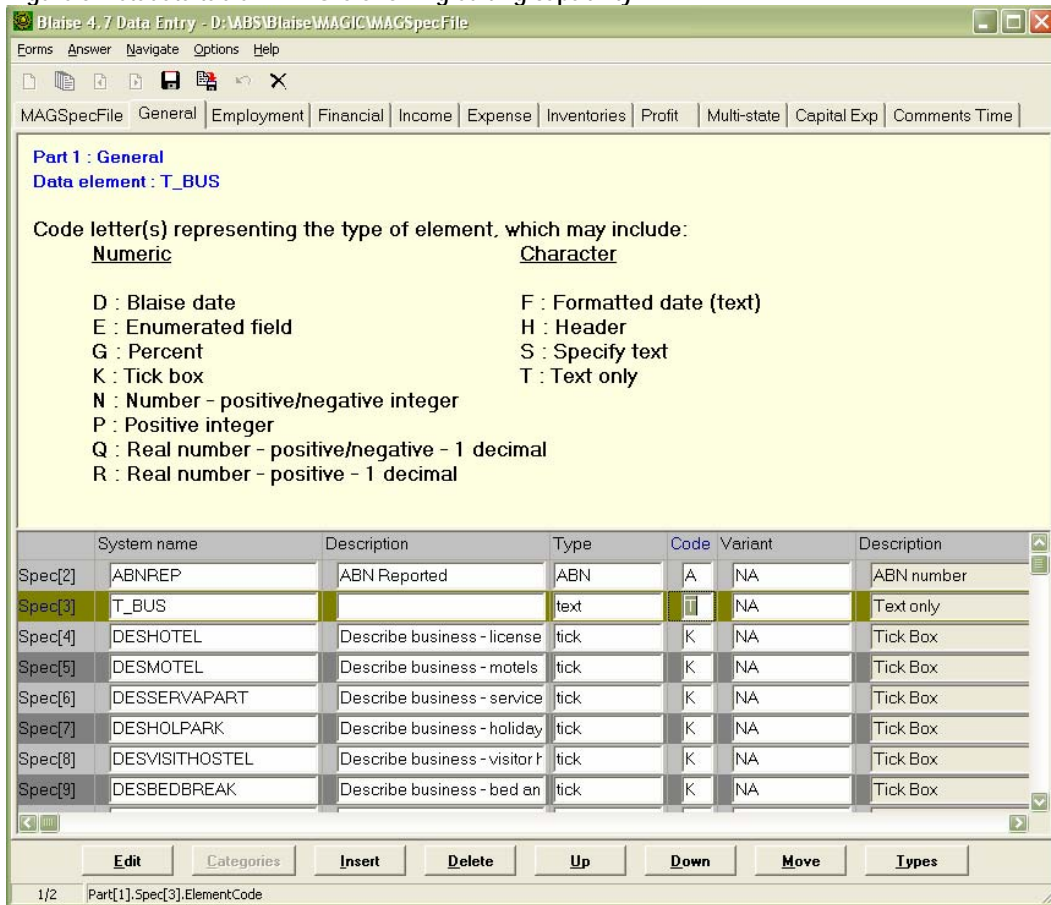 Blaise 4.7 Data Entry - D:\ABS\Blaise\MAGIC\MAGSpecFile
Forms Answer Navigate Options Help
MAGSpecFile General Employment Financial Income Expense Inventories Profit Multi-state Capital Exp Comments Time
Part 1 : General
Data element : T_BUS
Code letter(s) representing the type of element, which may include:
Numeric Character
D : Blaise date F : Formatted date (text)
E : Enumerated field H : Header
G : Percent S : Specify text
K : Tick box T : Text only
N : Number - positive/negative integer
P : Positive integer
Q : Real number - positive/negative - 1 decimal
R : Real number - positive - 1 decimal
System name Description Type Code Variant Description
Spec[2] ABNREP ABN Reported ABN A NA ABN number
Spec[3] T_BUS text T NA Text only
Spec[4] DESHOTEL Describe business - license tick K NA Tick Box
Spec[5] DESMOTEL Describe business - motels tick K NA Tick Box
Spec[6] DESSERVAPART Describe business - service tick K NA Tick Box
Spec[7] DESHOLPARK Describe business - holiday tick K NA Tick Box
Spec[8] DESVISITHOSTEL Describe business - visitor h tick K NA Tick Box
Spec[9] DESBEDBREAK Describe business - bed an tick K NA Tick Box
Edit Categories Insert Delete Up Down Move Types
1/2 Part[1].Spec[3].ElementCode